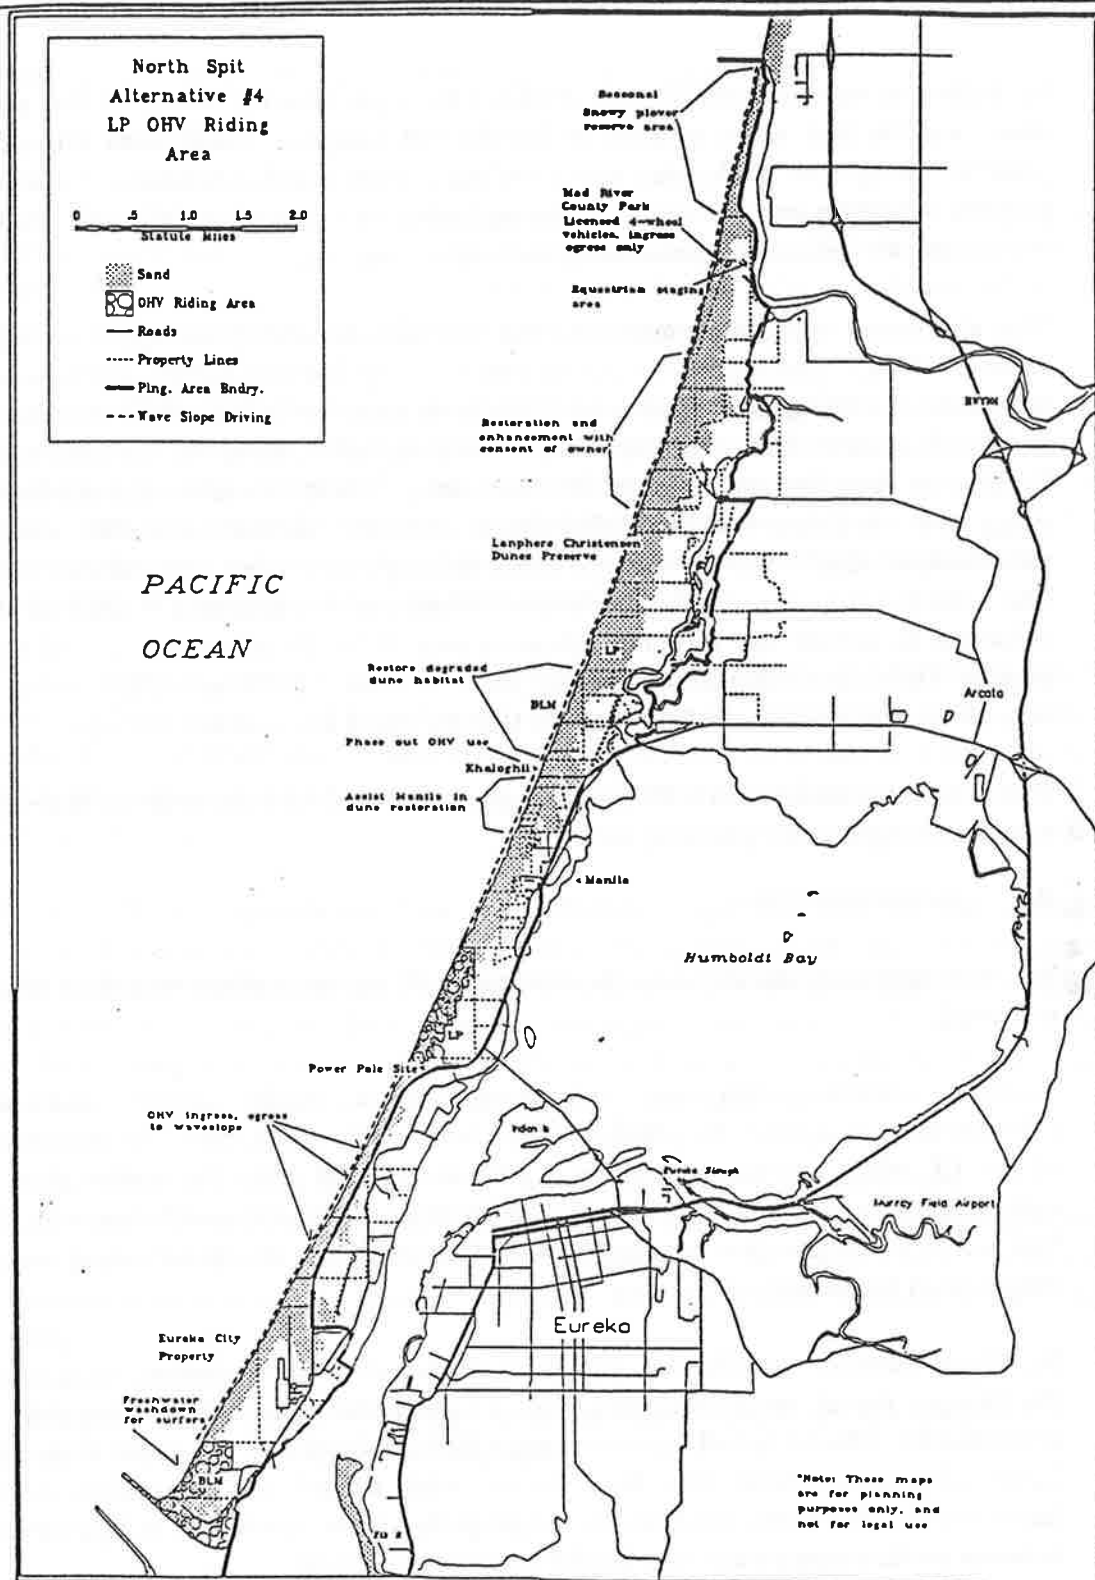 North Spit
Alternative #4
LP OHV Riding
Area
0 .5 1.0 1.5 2.0
Statute Miles
Sand
OHV Riding Area
Roads
Property Lines
Plng. Area Bndry.
Wave Slope Driving
Seasonal
Snowy plover
reserve area
Mad River
County Park
Licensed 4-wheel
vehicles, ingress
egress only
Equestrian staging
area
Restoration and
enhancement with
consent of owner
Lanphere Christensen
Dunes Preserve
PACIFIC
OCEAN
LP
Restore degraded
dune habitat
BLM
Arcata
Phase out OHV use
Khaloghli
Assist Manila in
dune restoration
Manila
Humboldt Bay
LP
Power Pole Site
OHV ingress, egress
to waveslope
Indian Is
Eureka Slough
Murray Field Airport
Eureka
Eureka City
Property
Freshwater
washdown
for surfers
BLM
*Note: These maps
are for planning
purposes only, and
not for legal use